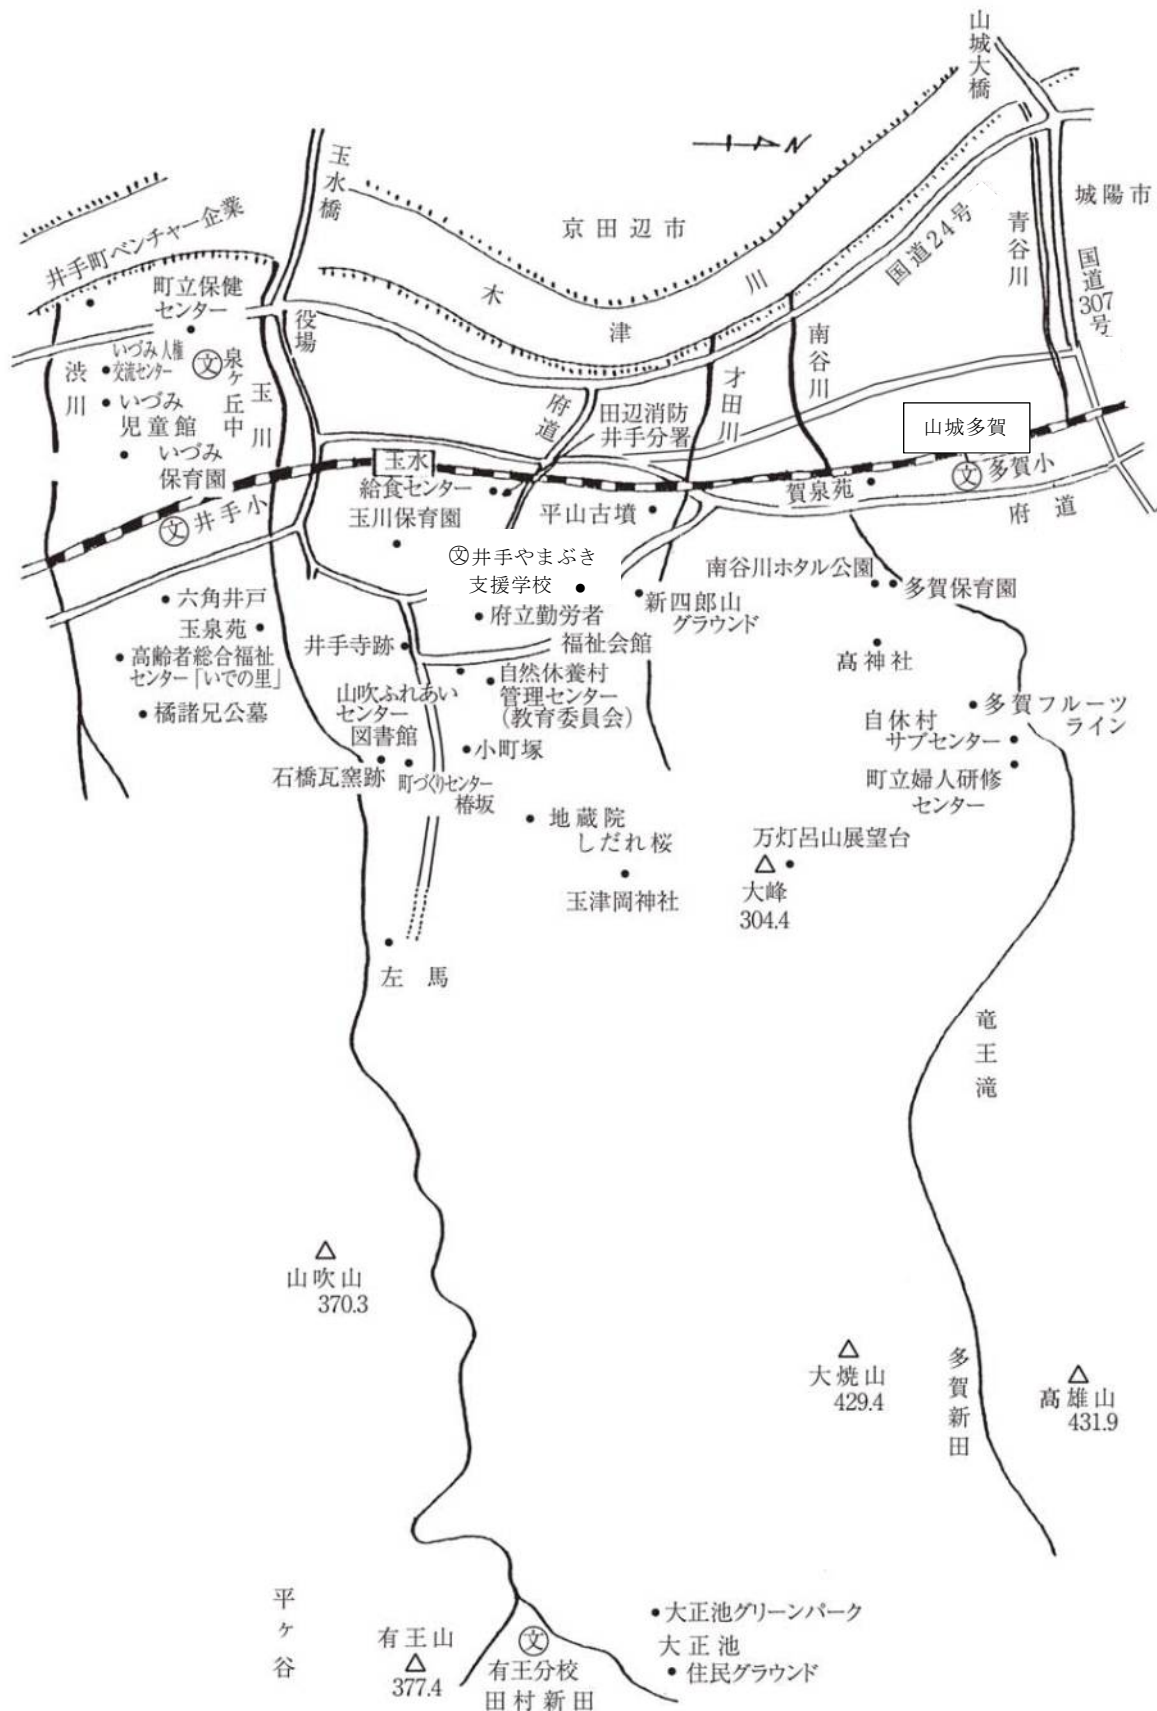 山城大橋
N
玉水橋
城陽市
京田辺市
井手町ベンチャー企業
国道24号
青谷川
国道307号
町立保健
センター
木津川
役場
南谷川
いづみ人権
交流センター
文
泉ヶ丘中
渋川
玉川
才田川
いづみ
児童館
府道
田辺消防
井手分署
山城多賀
いづみ
保育園
玉水
給食センター
賀泉苑
文
多賀小
文
井手小
玉川保育園
平山古墳
府道
文井手やまぶき
支援学校
南谷川ホタル公園
多賀保育園
六角井戸
府立勤労者
福祉会館
新四郎山
グラウンド
玉泉苑
井手寺跡
高神社
高齢者総合福祉
センター「いでの里」
山吹ふれあい
センター
図書館
自然休養村
管理センター
(教育委員会)
橘諸兄公墓
多賀フルーツ
ライン
自休村
サブセンター
小町塚
石橋瓦窯跡
町づくりセンター
椿坂
町立婦人研修
センター
地蔵院
しだれ桜
万灯呂山展望台
玉津岡神社
大峰
304.4
左馬
竜王滝
山吹山
370.3
大焼山
429.4
多賀新田
高雄山
431.9
平ヶ谷
有王山
377.4
文
有王分校
田村新田
大正池グリーンパーク
大正池
住民グラウンド